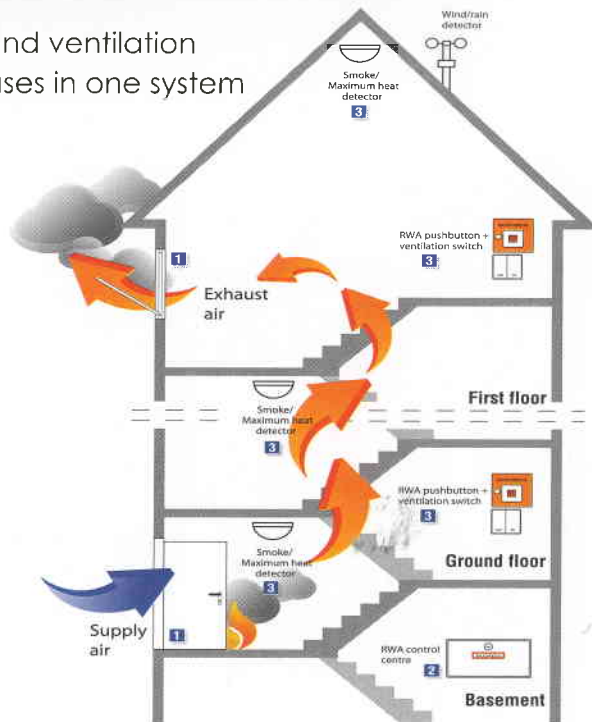 nd ventilation
uses in one system
Wind/rain
detector
Smoke/
Maximum heat
detector
3
RWA pushbutton +
ventilation switch
3
1
Exhaust
air
First floor
Smoke/
Maximum heat
detector
3
RWA pushbutton +
ventilation switch
3
Ground floor
Smoke/
Maximum heat
detector
3
Supply
air
1
RWA control
centre
2
Basement